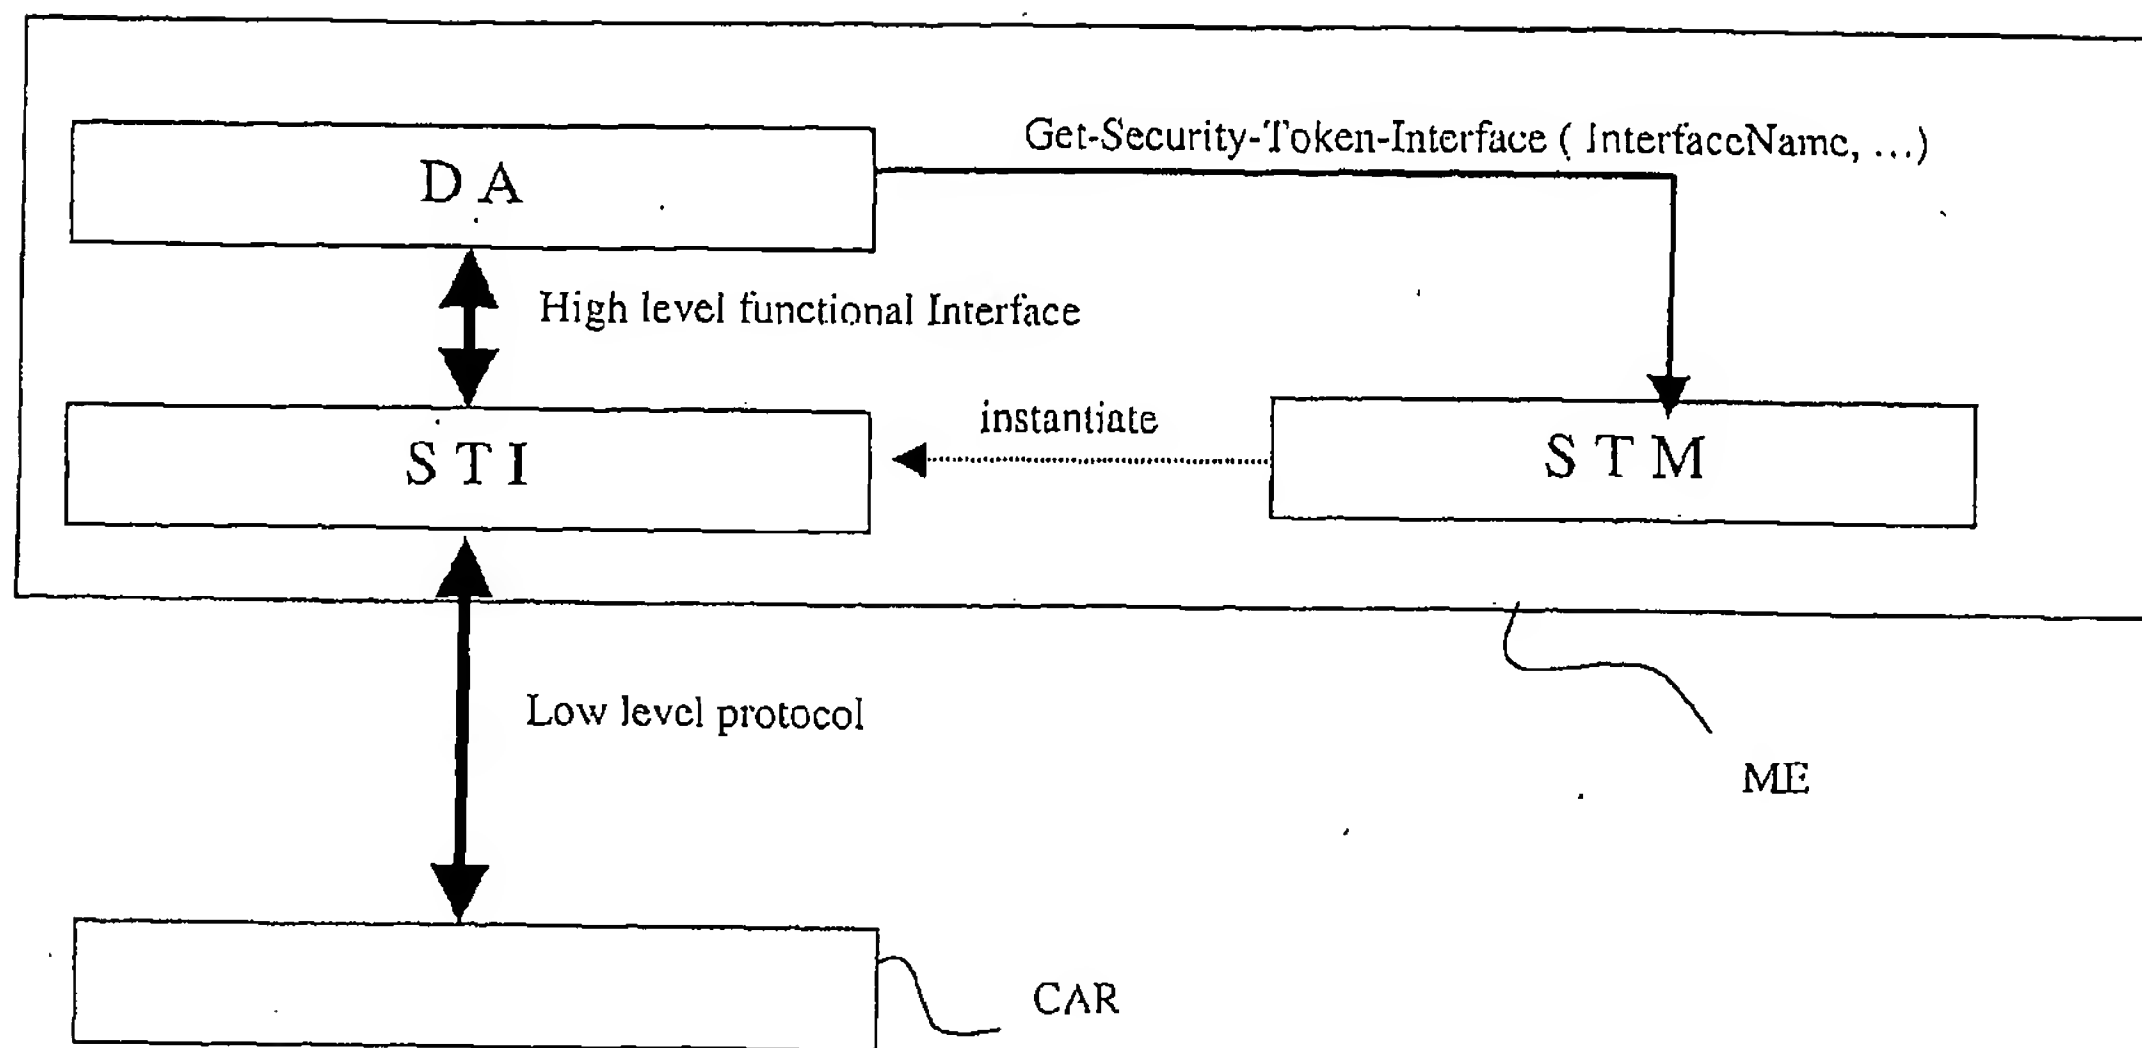 Get-Security-Token-Interface ( InterfaceName, ...)
D A
High level functional Interface
instantiate
S T I
S T M
Low level protocol
ME
CAR